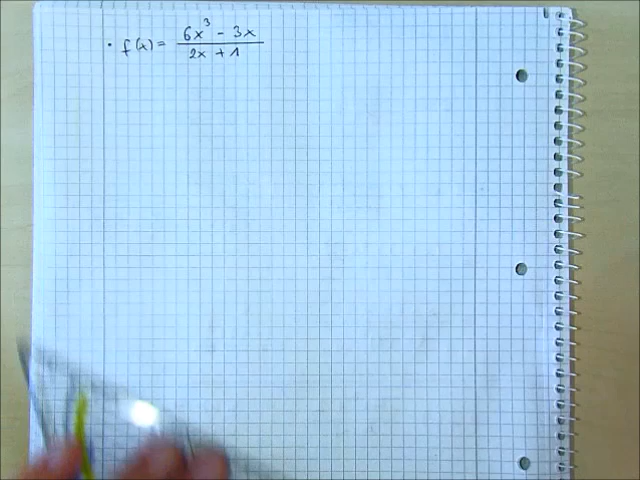 • f(x) = (6x³ - 3x) / (2x + 1)